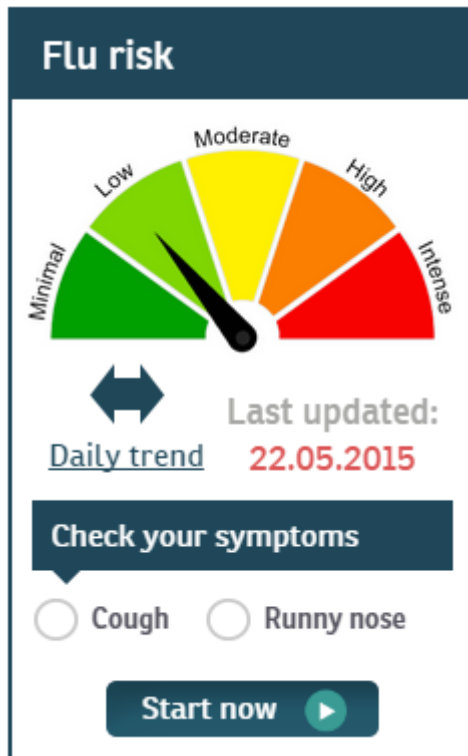 Flu risk
Minimal
Low
Moderate
High
Intense
Last updated:
Daily trend
22.05.2015
Check your symptoms
Cough
Runny nose
Start now